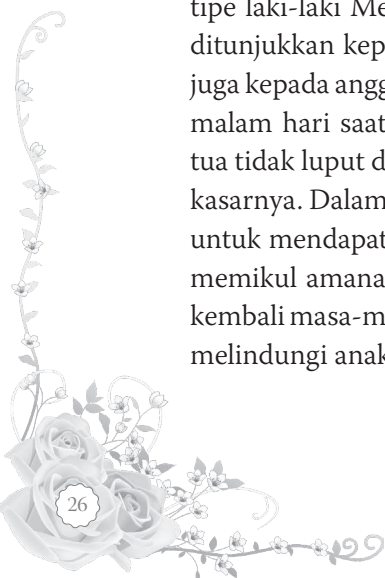 tipe laki-laki Me
ditunjukkan kep
juga kepada angg
malam hari saat
tua tidak luput d
kasarnya. Dalam
untuk mendapat
memikul amana
kembali masa-m
melindungi anak
26